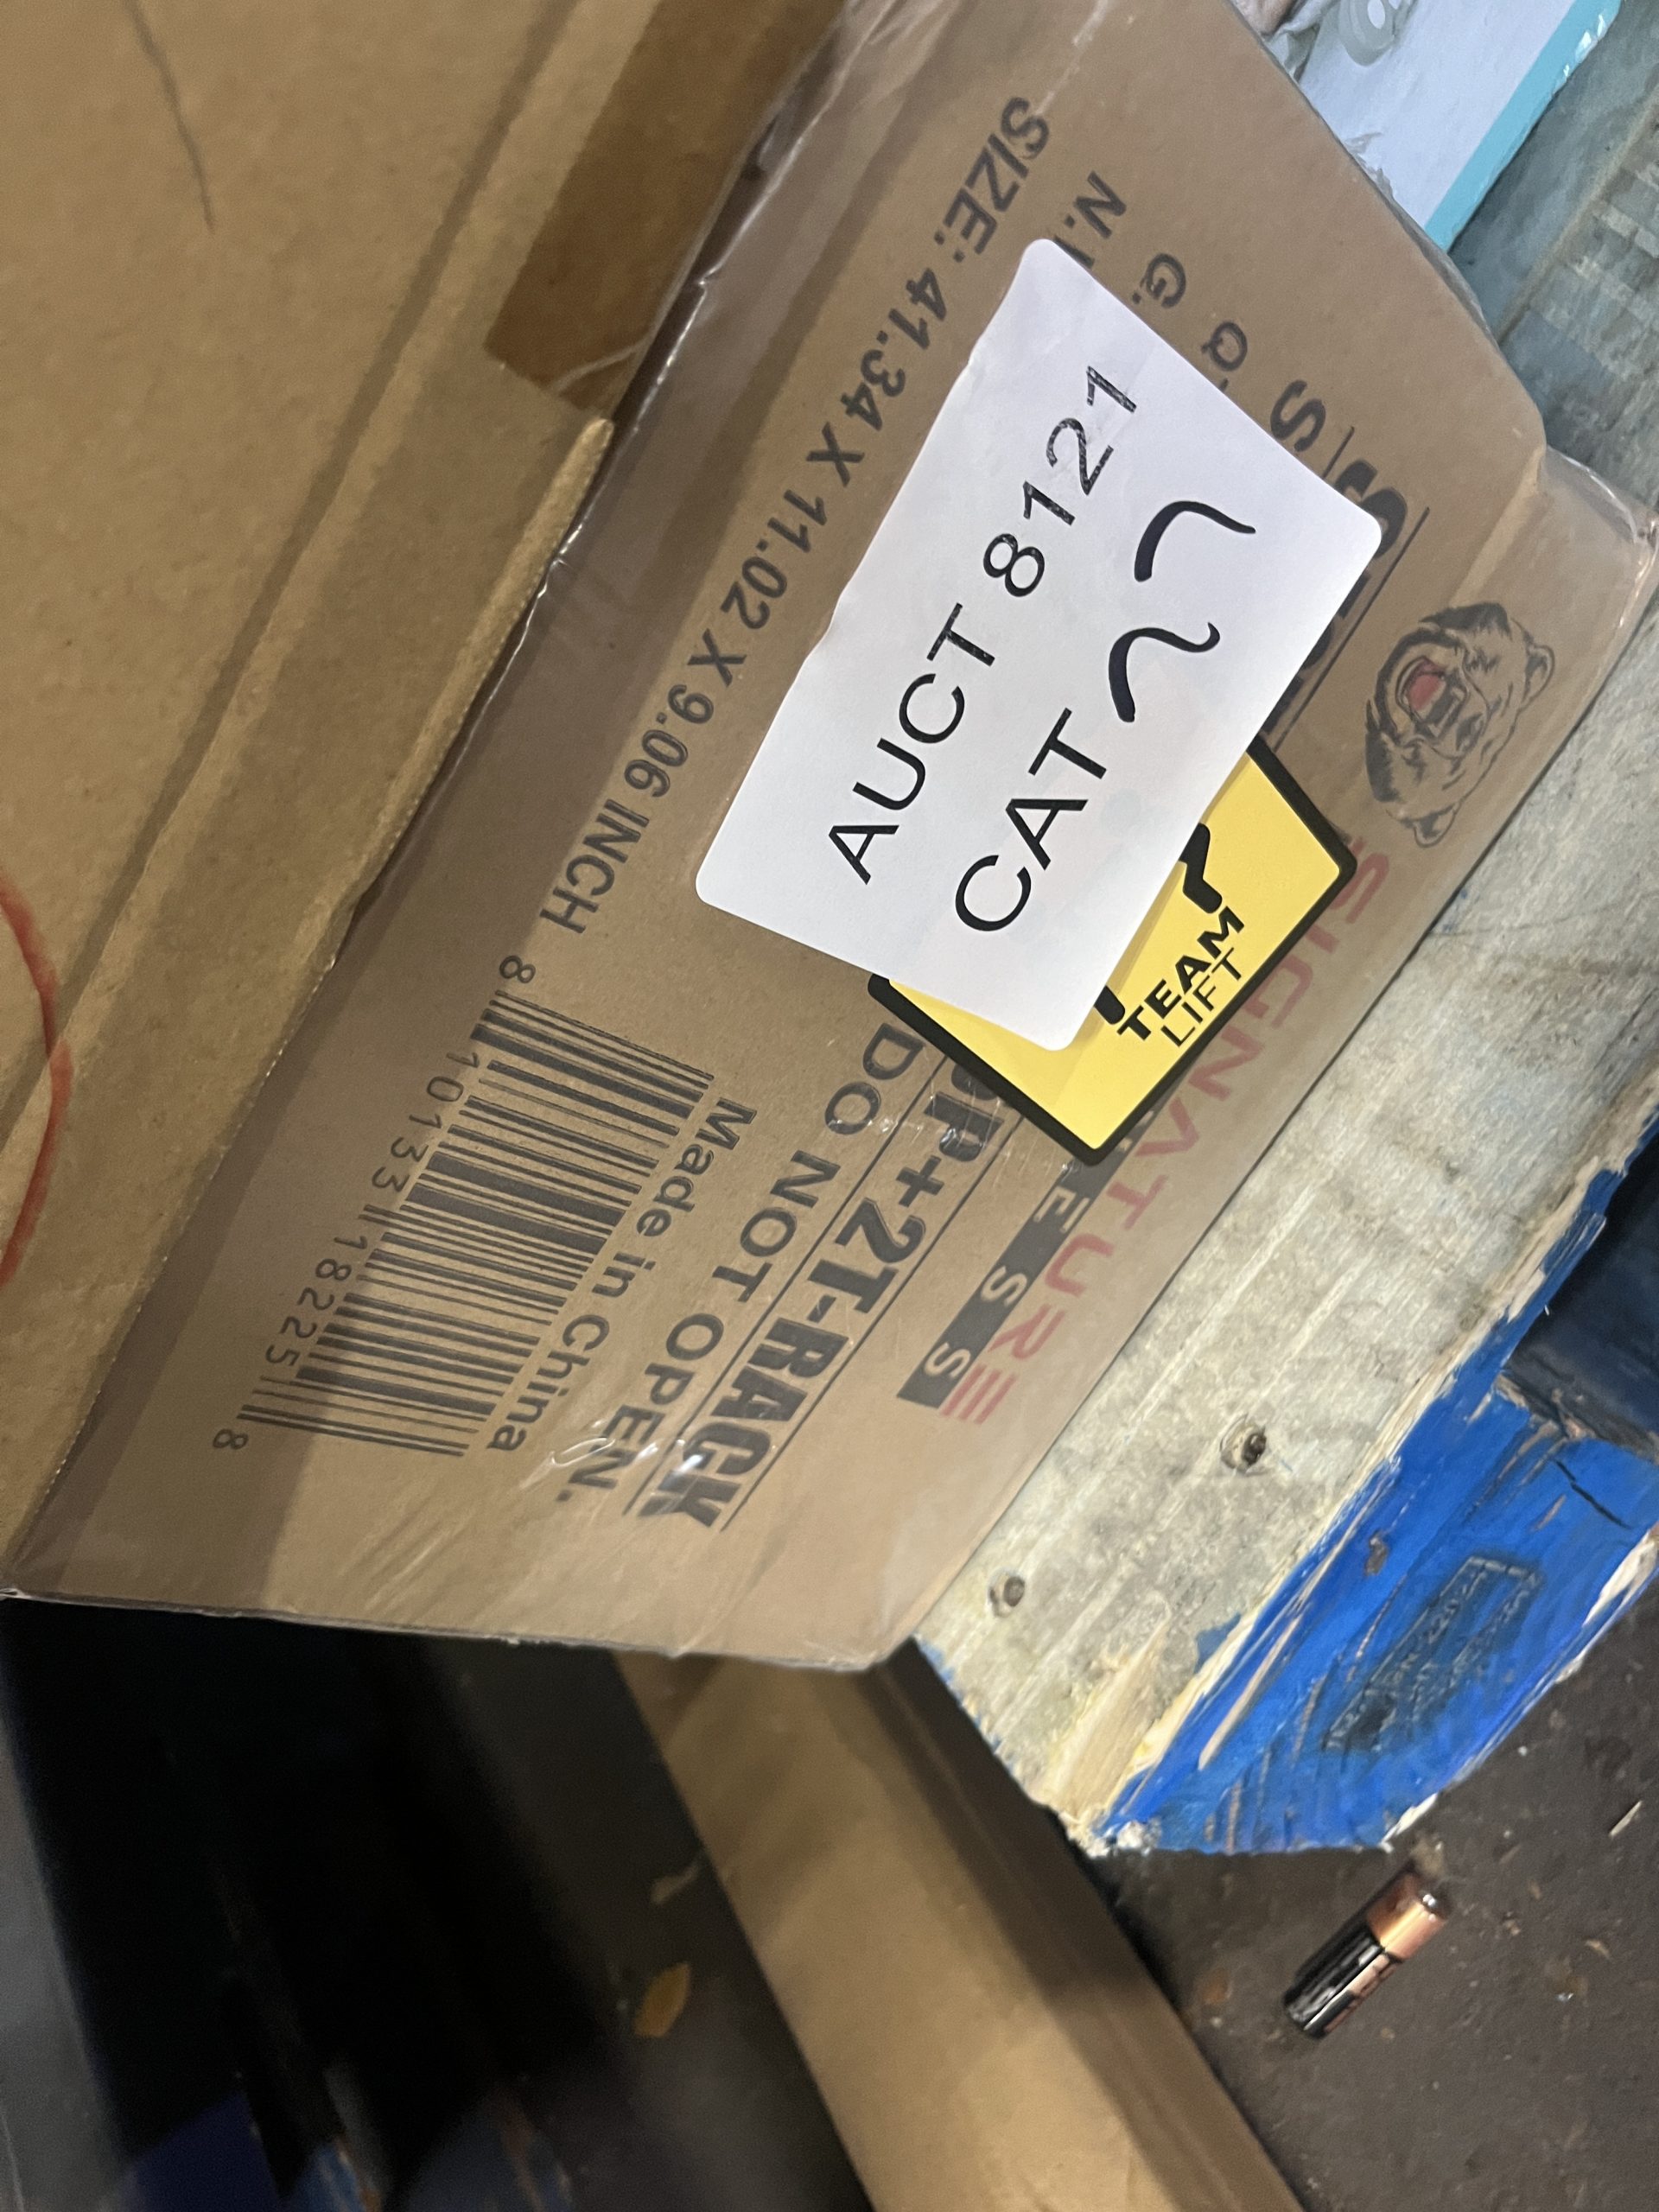 AUCT 8121
CAT 27
SIGNATURE
E S S
TEAM
LIFT
P+2T-RACK
DO NOT OPEN.
SIZE: 41.34 X 11.02 X 9.06 INCH
Made in China
8 10133 18225 8